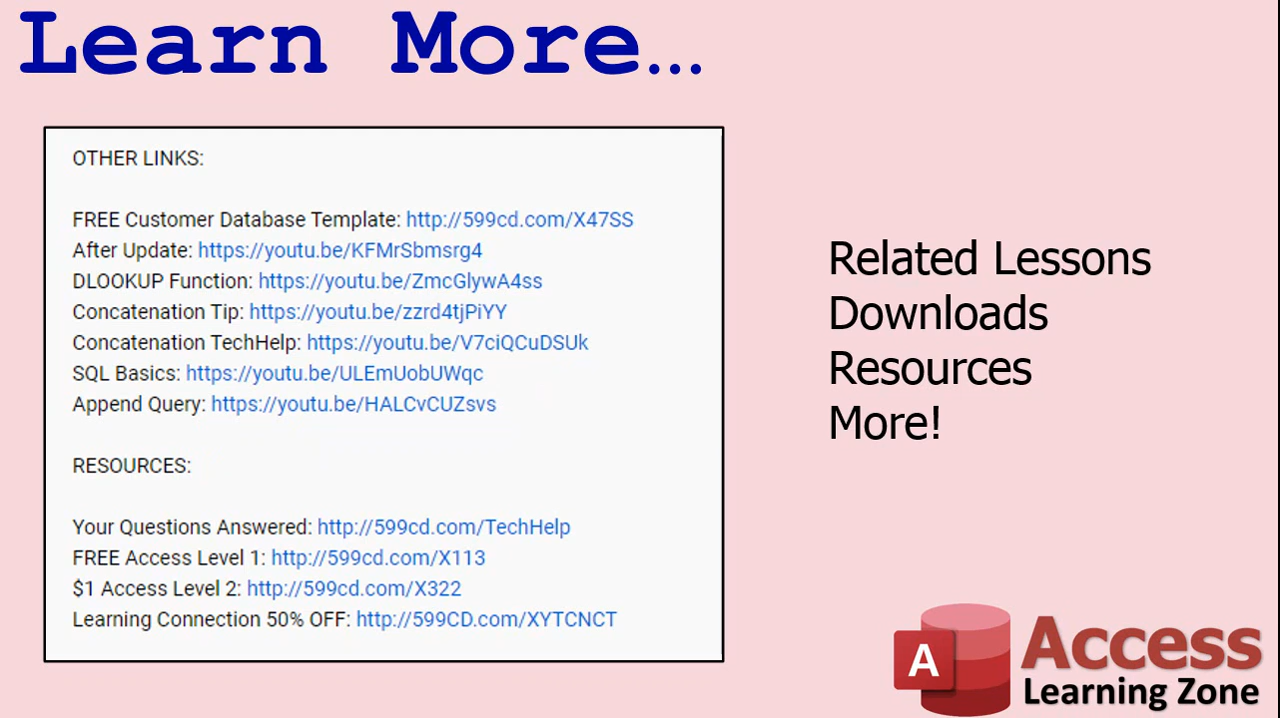 Learn More...
OTHER LINKS:
FREE Customer Database Template: http://599cd.com/X47SS
After Update: https://youtu.be/KFMrSbmsrg4
DLOOKUP Function: https://youtu.be/ZmcGlywA4ss
Concatenation Tip: https://youtu.be/zzrd4tjPiYY
Concatenation TechHelp: https://youtu.be/V7ciQCuDSUk
SQL Basics: https://youtu.be/ULEmUobUWqc
Append Query: https://youtu.be/HALCvCUZsvs
RESOURCES:
Your Questions Answered: http://599cd.com/TechHelp
FREE Access Level 1: http://599cd.com/X113
$1 Access Level 2: http://599cd.com/X322
Learning Connection 50% OFF: http://599CD.com/XYTCNCT
Related Lessons
Downloads
Resources
More!
A
Access
Learning Zone